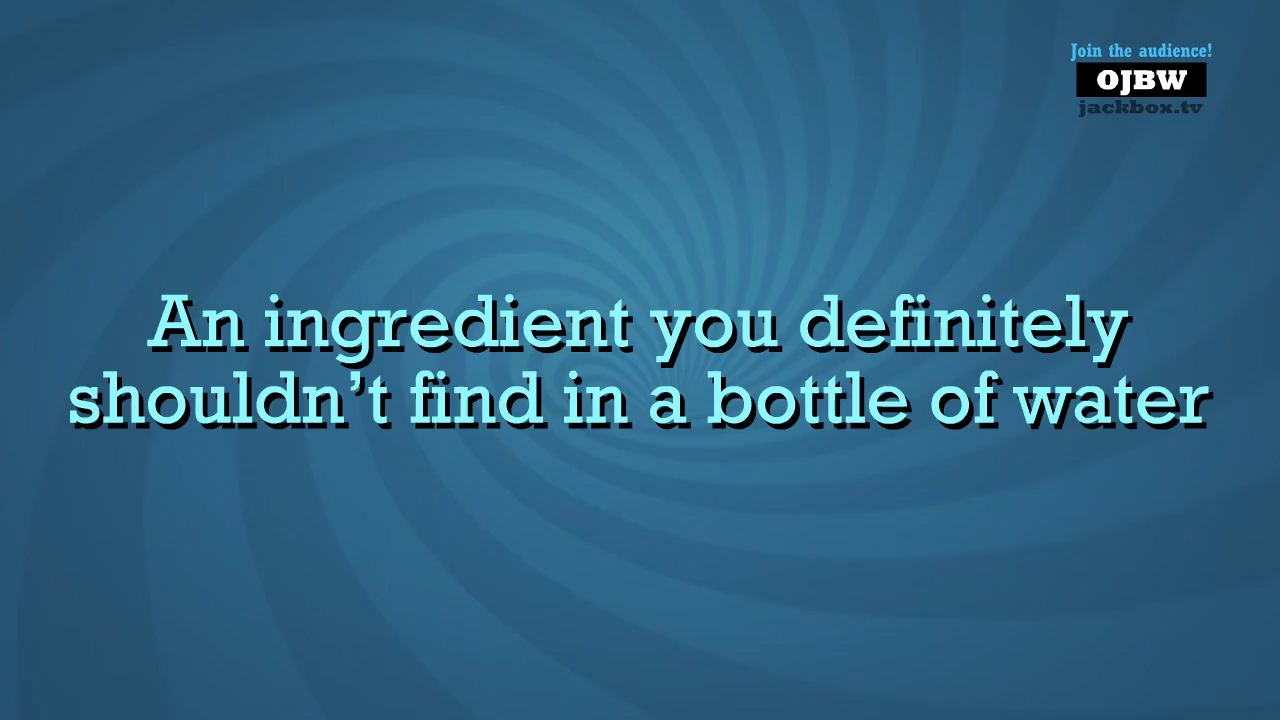 Join the audience!
OJBW
jackbox.tv
An ingredient you definitely
shouldn’t find in a bottle of water